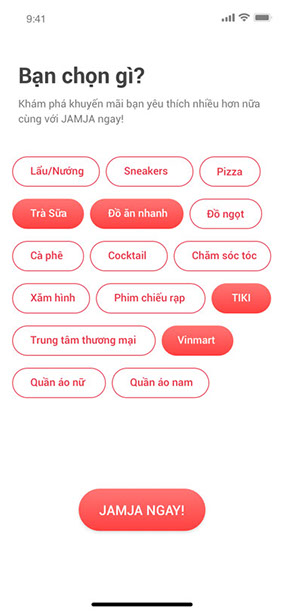 9:41
Bạn chọn gì?
Khám phá khuyến mãi bạn yêu thích nhiều hơn nữa
cùng với JAMJA ngay!
Lẩu/Nướng Sneakers Pizza
Trà Sữa Đồ ăn nhanh Đồ ngọt
Cà phê Cocktail Chăm sóc tóc
Xăm hình Phim chiếu rạp TIKI
Trung tâm thương mại Vinmart
Quần áo nữ Quần áo nam
JAMJA NGAY!